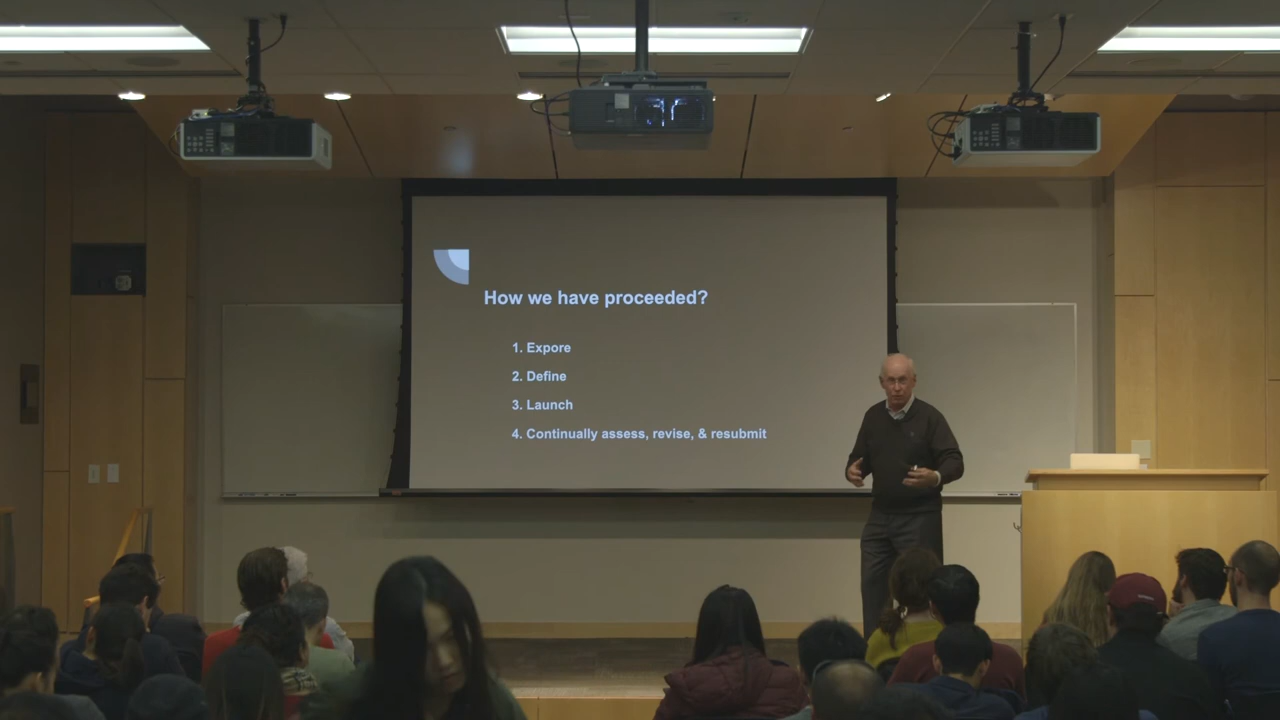 How we have proceeded?
1. Expore
2. Define
3. Launch
4. Continually assess, revise, & resubmit